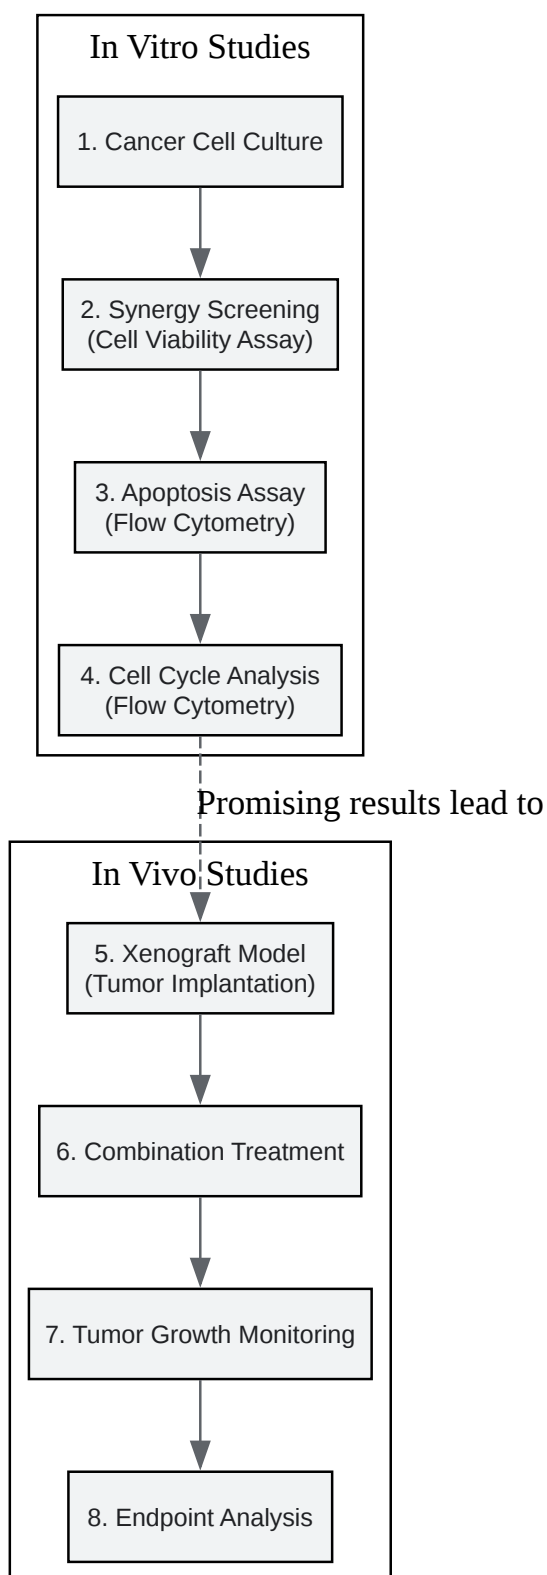 In Vitro Studies
1. Cancer Cell Culture
2. Synergy Screening
(Cell Viability Assay)
3. Apoptosis Assay
(Flow Cytometry)
4. Cell Cycle Analysis
(Flow Cytometry)
Promising results lead to
In Vivo Studies
5. Xenograft Model
(Tumor Implantation)
6. Combination Treatment
7. Tumor Growth Monitoring
8. Endpoint Analysis